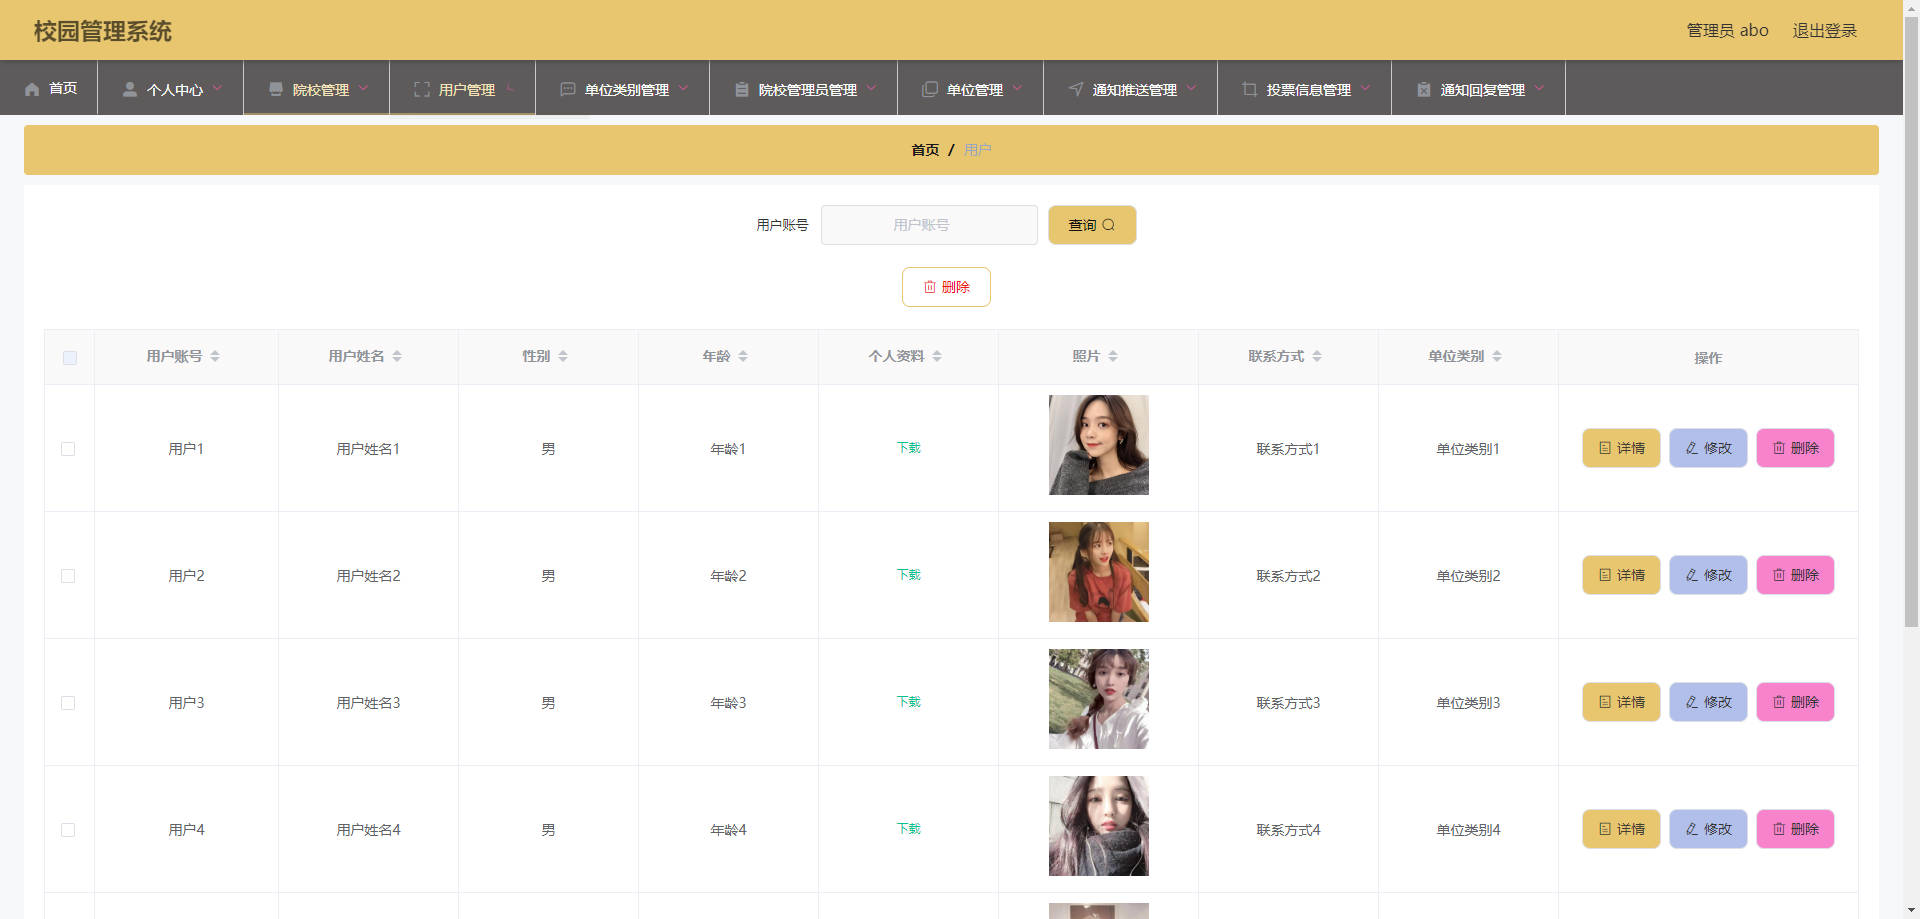 校园管理系统
管理员 abo 退出登录
首页 个人中心 院校管理 用户管理 单位类别管理 院校管理员管理 单位管理 通知推送管理 投票信息管理 通知回复管理
首页 / 用户
用户账号 用户账号 查询
删除
用户账号 用户姓名 性别 年龄 个人资料 照片 联系方式 单位类别 操作
用户1 用户姓名1 男 年龄1 下载 联系方式1 单位类别1 详情 修改 删除
用户2 用户姓名2 男 年龄2 下载 联系方式2 单位类别2 详情 修改 删除
用户3 用户姓名3 男 年龄3 下载 联系方式3 单位类别3 详情 修改 删除
用户4 用户姓名4 男 年龄4 下载 联系方式4 单位类别4 详情 修改 删除